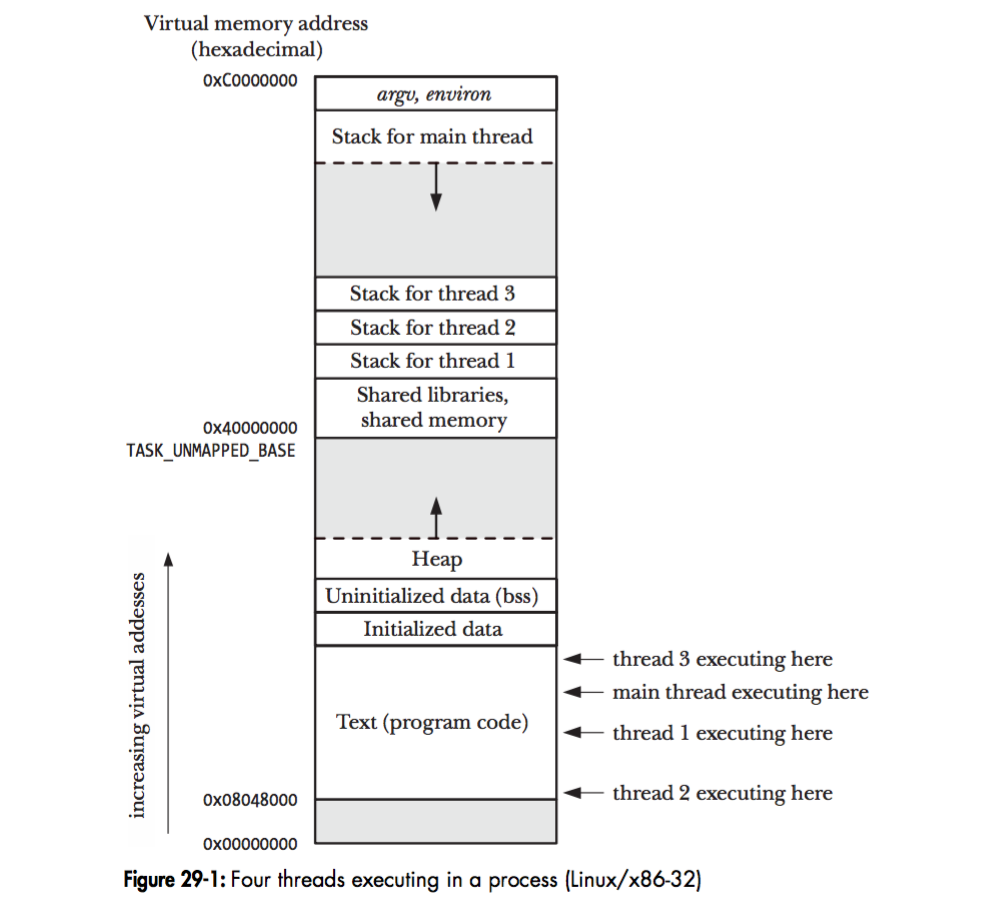 Virtual memory address
(hexadecimal)
0xC0000000
argv, environ
Stack for main thread
Stack for thread 3
Stack for thread 2
Stack for thread 1
Shared libraries,
shared memory
0x40000000
TASK_UNMAPPED_BASE
Heap
Uninitialized data (bss)
Initialized data
increasing virtual addesses
thread 3 executing here
main thread executing here
Text (program code)
thread 1 executing here
thread 2 executing here
0x08048000
0x00000000
Figure 29-1: Four threads executing in a process (Linux/x86-32)